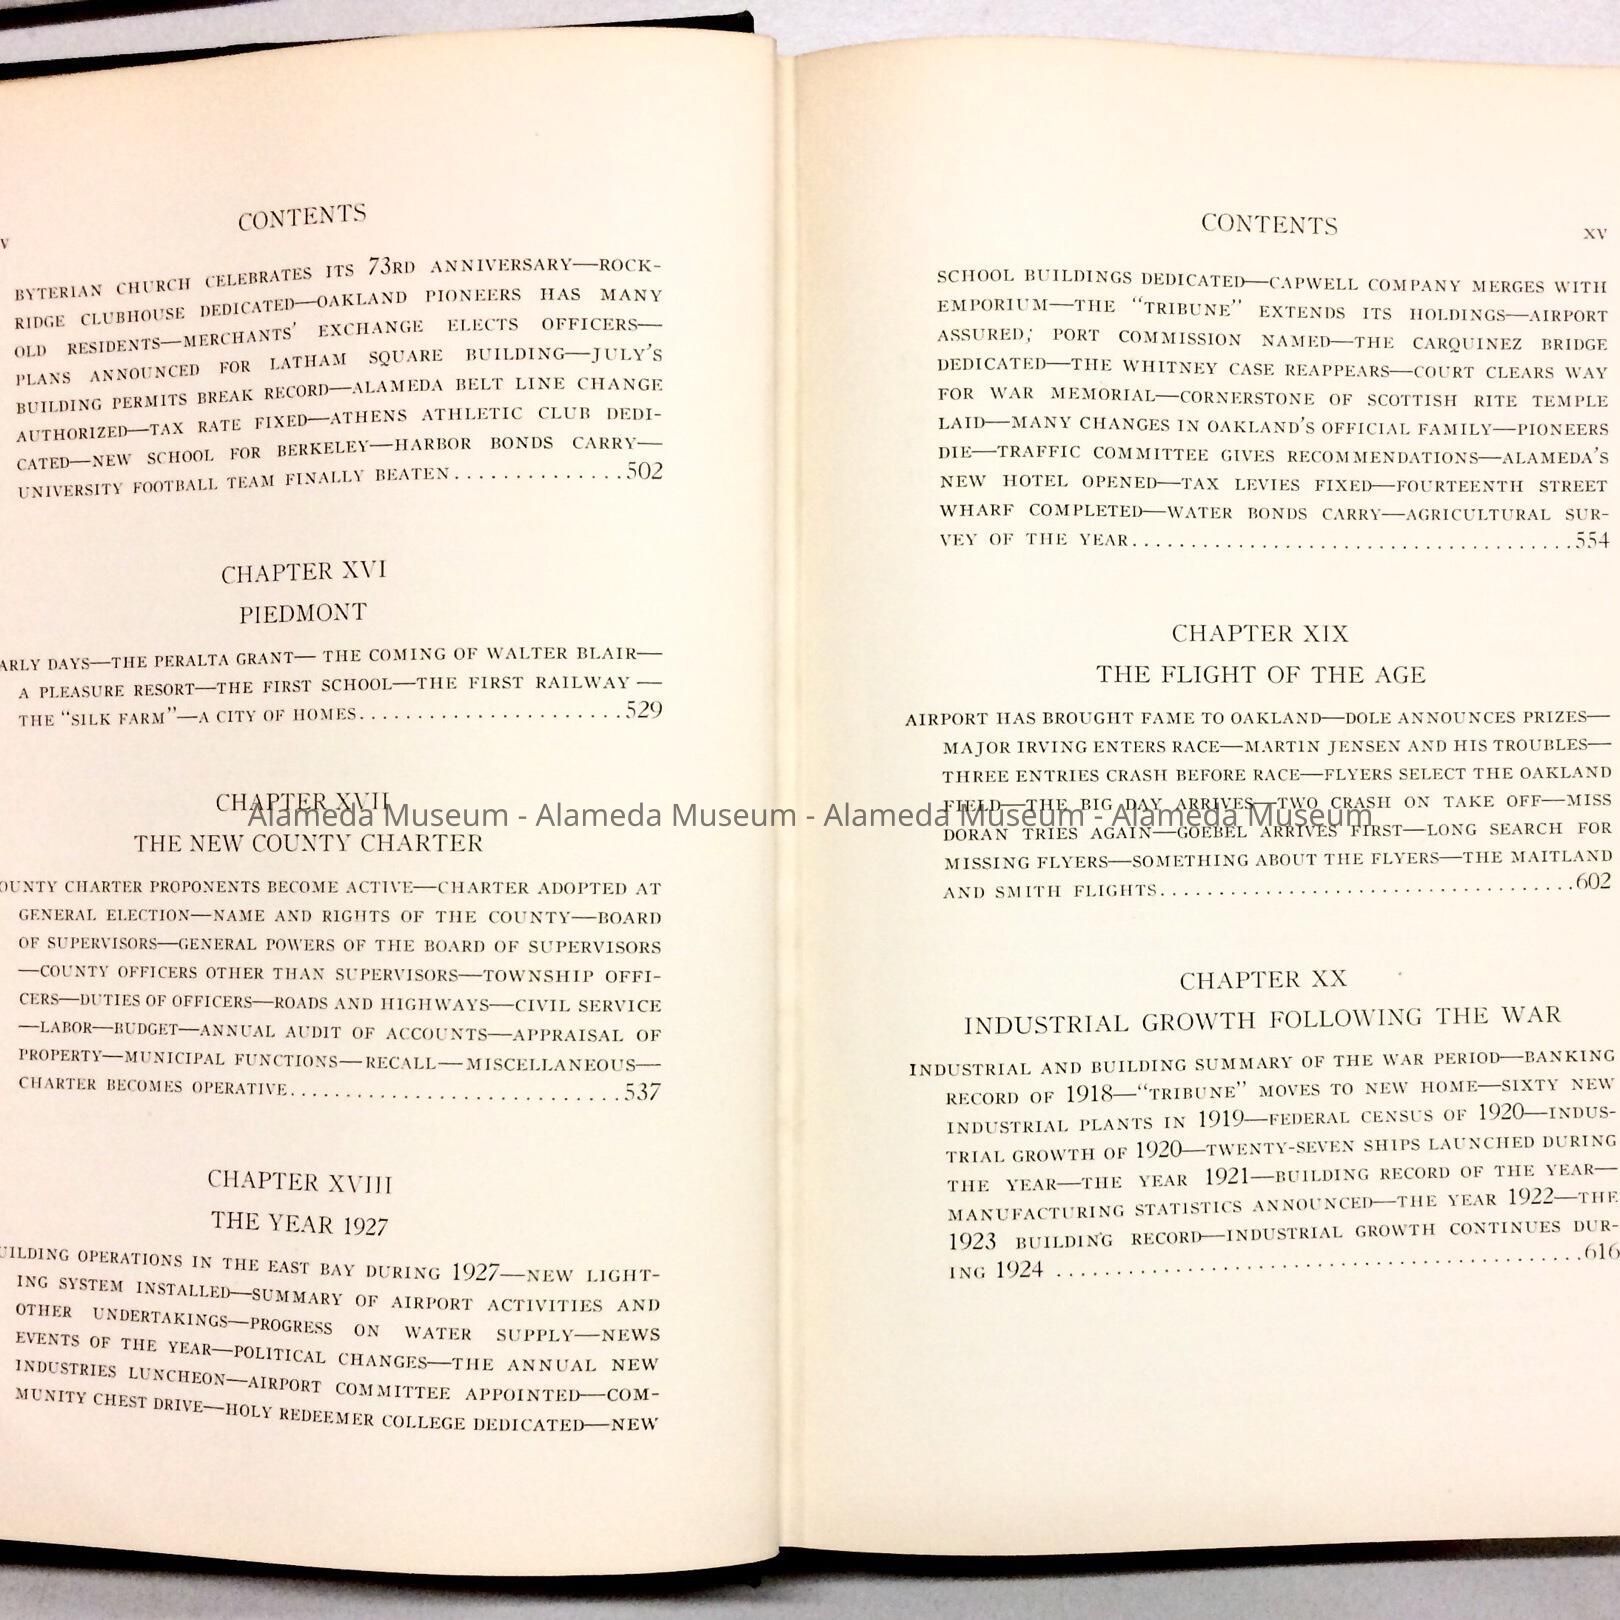 CONTENTS
V
BYTERIAN CHURCH CELEBRATES ITS 73RD ANNIVERSARY—ROCK-
RIDGE CLUBHOUSE DEDICATED—OAKLAND PIONEERS HAS MANY
OLD RESIDENTS—MERCHANTS' EXCHANGE ELECTS OFFICERS—
PLANS ANNOUNCED FOR LATHAM SQUARE BUILDING—JULY'S
BUILDING PERMITS BREAK RECORD—ALAMEDA BELT LINE CHANGE
AUTHORIZED—TAX RATE FIXED—ATHENS ATHLETIC CLUB DEDI-
CATED—NEW SCHOOL FOR BERKELEY—HARBOR BONDS CARRY—
UNIVERSITY FOOTBALL TEAM FINALLY BEATEN...............502
CHAPTER XVI
PIEDMONT
ARLY DAYS—THE PERALTA GRANT— THE COMING OF WALTER BLAIR—
A PLEASURE RESORT—THE FIRST SCHOOL—THE FIRST RAILWAY —
THE "SILK FARM"—A CITY OF HOMES.......................529
CHAPTER XVII
THE NEW COUNTY CHARTER
OUNTY CHARTER PROPONENTS BECOME ACTIVE—CHARTER ADOPTED AT
GENERAL ELECTION—NAME AND RIGHTS OF THE COUNTY—BOARD
OF SUPERVISORS—GENERAL POWERS OF THE BOARD OF SUPERVISORS
—COUNTY OFFICERS OTHER THAN SUPERVISORS—TOWNSHIP OFFI-
CERS—DUTIES OF OFFICERS—ROADS AND HIGHWAYS—CIVIL SERVICE
—LABOR—BUDGET—ANNUAL AUDIT OF ACCOUNTS—APPRAISAL OF
PROPERTY—MUNICIPAL FUNCTIONS—RECALL—MISCELLANEOUS—
CHARTER BECOMES OPERATIVE.............................537
CHAPTER XVIII
THE YEAR 1927
UILDING OPERATIONS IN THE EAST BAY DURING 1927—NEW LIGHT-
ING SYSTEM INSTALLED—SUMMARY OF AIRPORT ACTIVITIES AND
OTHER UNDERTAKINGS—PROGRESS ON WATER SUPPLY—NEWS
EVENTS OF THE YEAR—POLITICAL CHANGES—THE ANNUAL NEW
INDUSTRIES LUNCHEON—AIRPORT COMMITTEE APPOINTED—COM-
MUNITY CHEST DRIVE—HOLY REDEEMER COLLEGE DEDICATED—NEW
CONTENTS
XV
SCHOOL BUILDINGS DEDICATED—CAPWELL COMPANY MERGES WITH
EMPORIUM—THE "TRIBUNE" EXTENDS ITS HOLDINGS—AIRPORT
ASSURED; PORT COMMISSION NAMED—THE CARQUINEZ BRIDGE
DEDICATED—THE WHITNEY CASE REAPPEARS—COURT CLEARS WAY
FOR WAR MEMORIAL—CORNERSTONE OF SCOTTISH RITE TEMPLE
LAID—MANY CHANGES IN OAKLAND'S OFFICIAL FAMILY—PIONEERS
DIE—TRAFFIC COMMITTEE GIVES RECOMMENDATIONS—ALAMEDA'S
NEW HOTEL OPENED—TAX LEVIES FIXED—FOURTEENTH STREET
WHARF COMPLETED—WATER BONDS CARRY—AGRICULTURAL SUR-
VEY OF THE YEAR.......................................554
CHAPTER XIX
THE FLIGHT OF THE AGE
AIRPORT HAS BROUGHT FAME TO OAKLAND—DOLE ANNOUNCES PRIZES—
MAJOR IRVING ENTERS RACE—MARTIN JENSEN AND HIS TROUBLES—
THREE ENTRIES CRASH BEFORE RACE—FLYERS SELECT THE OAKLAND
FIELD—THE BIG DAY ARRIVES—TWO CRASH ON TAKE OFF—MISS
DORAN TRIES AGAIN—GOEBEL ARRIVES FIRST—LONG SEARCH FOR
MISSING FLYERS—SOMETHING ABOUT THE FLYERS—THE MAITLAND
AND SMITH FLIGHTS.....................................602
CHAPTER XX
INDUSTRIAL GROWTH FOLLOWING THE WAR
INDUSTRIAL AND BUILDING SUMMARY OF THE WAR PERIOD—BANKING
RECORD OF 1918—"TRIBUNE" MOVES TO NEW HOME—SIXTY NEW
INDUSTRIAL PLANTS IN 1919—FEDERAL CENSUS OF 1920—INDUS-
TRIAL GROWTH OF 1920—TWENTY-SEVEN SHIPS LAUNCHED DURING
THE YEAR—THE YEAR 1921—BUILDING RECORD OF THE YEAR—
MANUFACTURING STATISTICS ANNOUNCED—THE YEAR 1922—THE
1923 BUILDING RECORD—INDUSTRIAL GROWTH CONTINUES DUR-
ING 1924 .............................................616
Alameda Museum - Alameda Museum - Alameda Museum - Alameda Museum